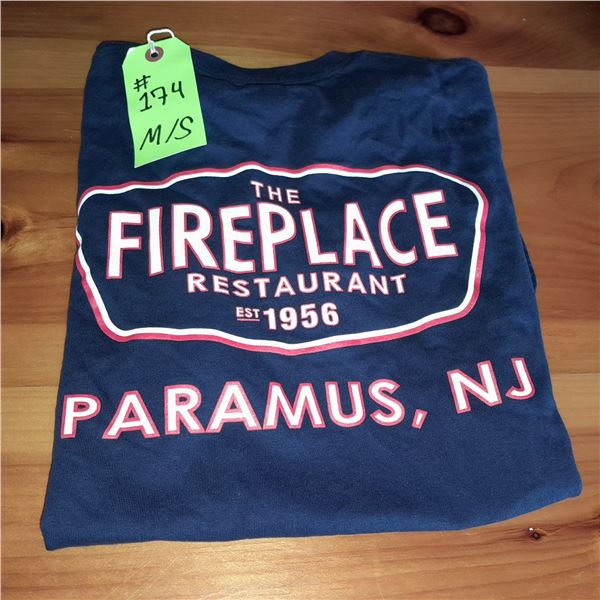 #
174
M/S
THE
FIREPLACE
RESTAURANT
EST 1956
PARAMUS, NJ